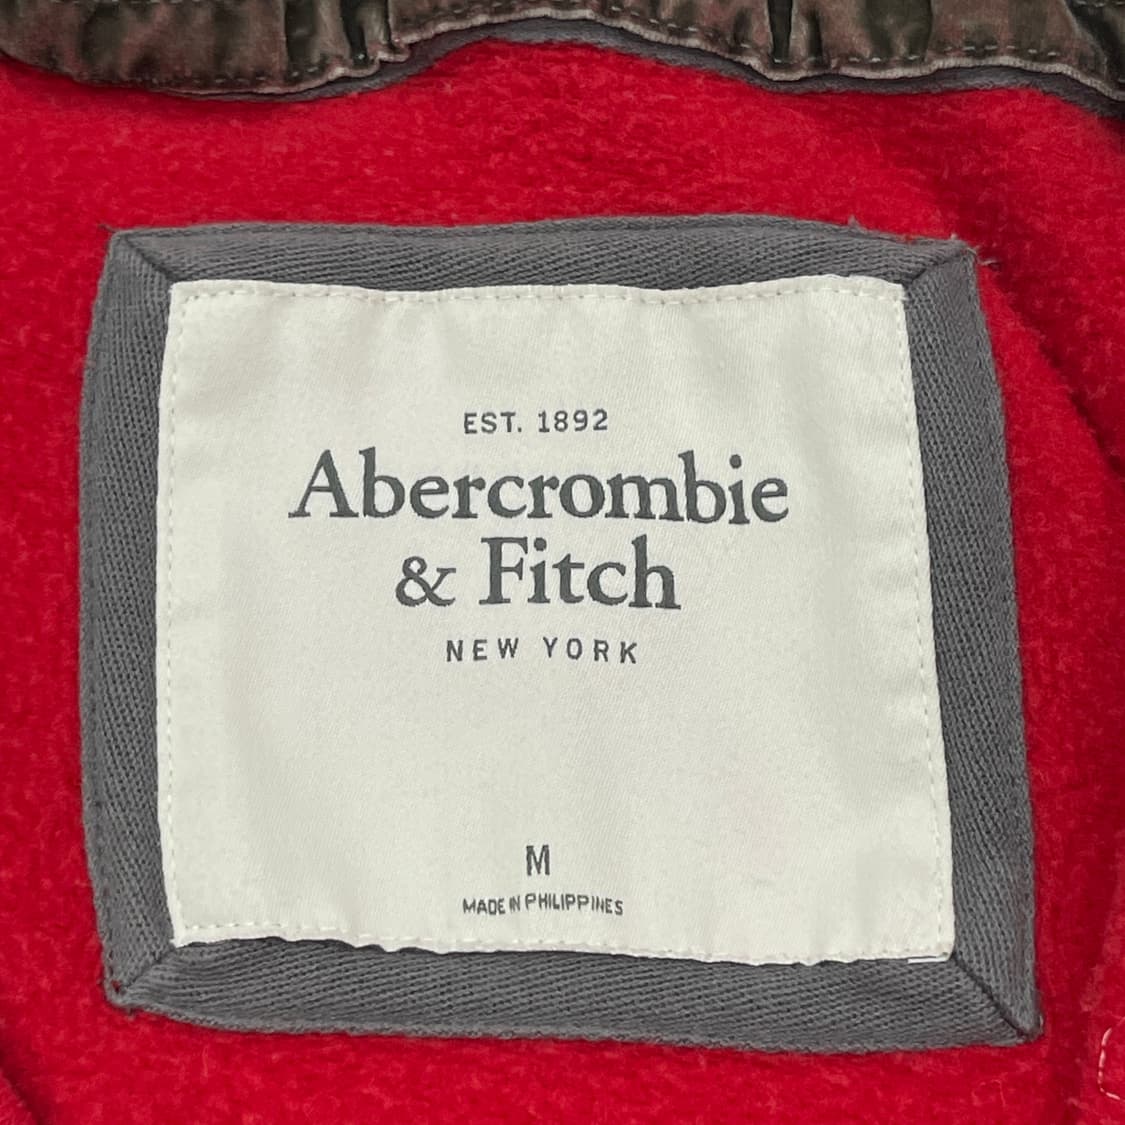 EST. 1892
Abercrombie
& Fitch
NEW YORK
M
MADE IN PHILIPPINES